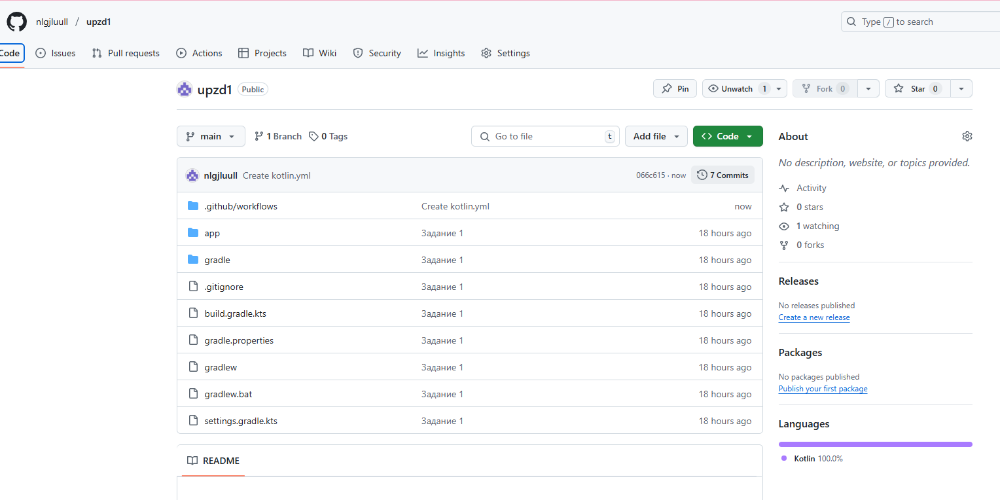 nlgjluull / upzd1
Type / to search
Code Issues Pull requests Actions Projects Wiki Security Insights Settings
upzd1 Public
Pin Unwatch 1 Fork 0 Star 0
main 1 Branch 0 Tags
Go to file t Add file Code
nlgjluull Create kotlin.yml 066c615 · now 7 Commits
.github/workflows Create kotlin.yml now
app Задание 1 18 hours ago
gradle Задание 1 18 hours ago
.gitignore Задание 1 18 hours ago
build.gradle.kts Задание 1 18 hours ago
gradle.properties Задание 1 18 hours ago
gradlew Задание 1 18 hours ago
gradlew.bat Задание 1 18 hours ago
settings.gradle.kts Задание 1 18 hours ago
README
About
No description, website, or topics provided.
Activity
0 stars
1 watching
0 forks
Releases
No releases published
Create a new release
Packages
No packages published
Publish your first package
Languages
Kotlin 100.0%